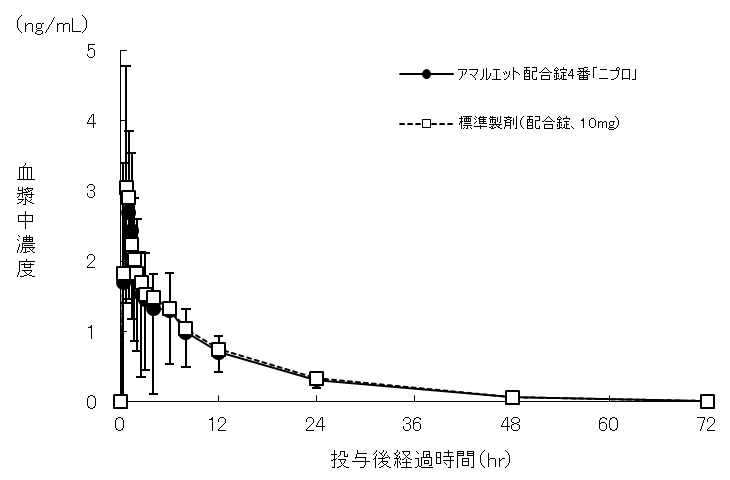 (ng/mL)
5
4
3
2
1
0
血漿中濃度
アマルエット配合錠4番「ニプロ」
標準製剤(配合錠、10mg)
0 12 24 36 48 60 72
投与後経過時間(hr)